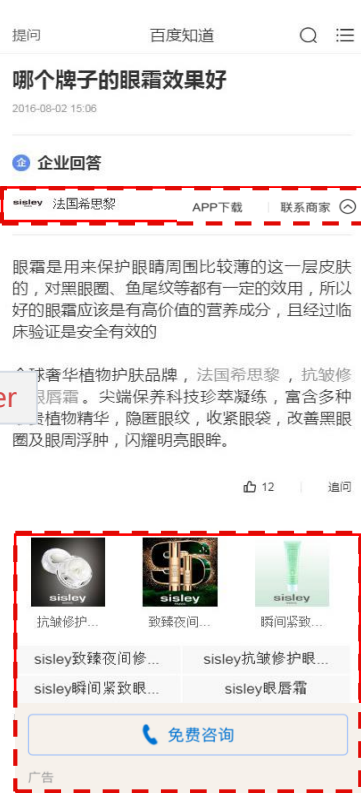 提问
百度知道
哪个牌子的眼霜效果好
2016-08-02 15:06
企 企业回答
sisley 法国希思黎
APP下载
联系商家
眼霜是用来保护眼睛周围比较薄的这一层皮肤
的，对黑眼圈、鱼尾纹等都有一定的效用，所以
好的眼霜应该是有高价值的营养成分，且经过临
床验证是安全有效的
球奢华植物护肤品牌，法国希思黎，抗皱修
er
眼唇霜。尖端保养科技珍萃凝练，富含多种
植物精华，隐匿眼纹，收紧眼袋，改善黑眼
圈及眼周浮肿，闪耀明亮眼眸。
12
追问
sisley
sisley
sisley
抗皱修护...
致臻夜间...
瞬间紧致...
sisley致臻夜间修...
sisley抗皱修护眼...
sisley瞬间紧致眼...
sisley眼唇霜
免费咨询
广告